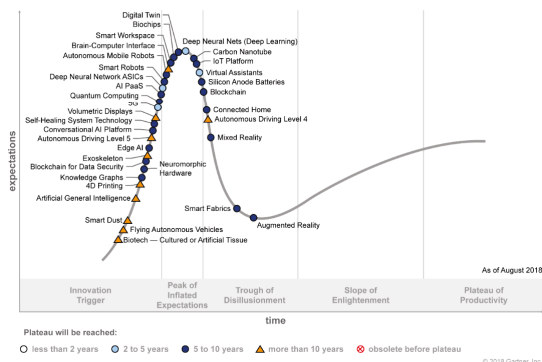 Digital Twin
Biochips
Smart Workspace
Brain-Computer Interface
Autonomous Mobile Robots
Smart Robots
Deep Neural Network ASICs
AI PaaS
Quantum Computing
5G
Volumetric Displays
Self-Healing System Technology
Conversational AI Platform
Autonomous Driving Level 5
Edge AI
Exoskeleton
Blockchain for Data Security
Neuromorphic
Hardware
Knowledge Graphs
4D Printing
Artificial General Intelligence
Smart Dust
Flying Autonomous Vehicles
Biotech — Cultured or Artificial Tissue
Deep Neural Nets (Deep Learning)
Carbon Nanotube
IoT Platform
Virtual Assistants
Silicon Anode Batteries
Blockchain
Connected Home
Autonomous Driving Level 4
Mixed Reality
Smart Fabrics
Augmented Reality
expectations
As of August 2018
Innovation
Trigger
Peak of
Inflated
Expectations
Trough of
Disillusionment
Slope of
Enlightenment
Plateau of
Productivity
time
Plateau will be reached:
less than 2 years
2 to 5 years
5 to 10 years
more than 10 years
obsolete before plateau
© 2018 Gartner, Inc.